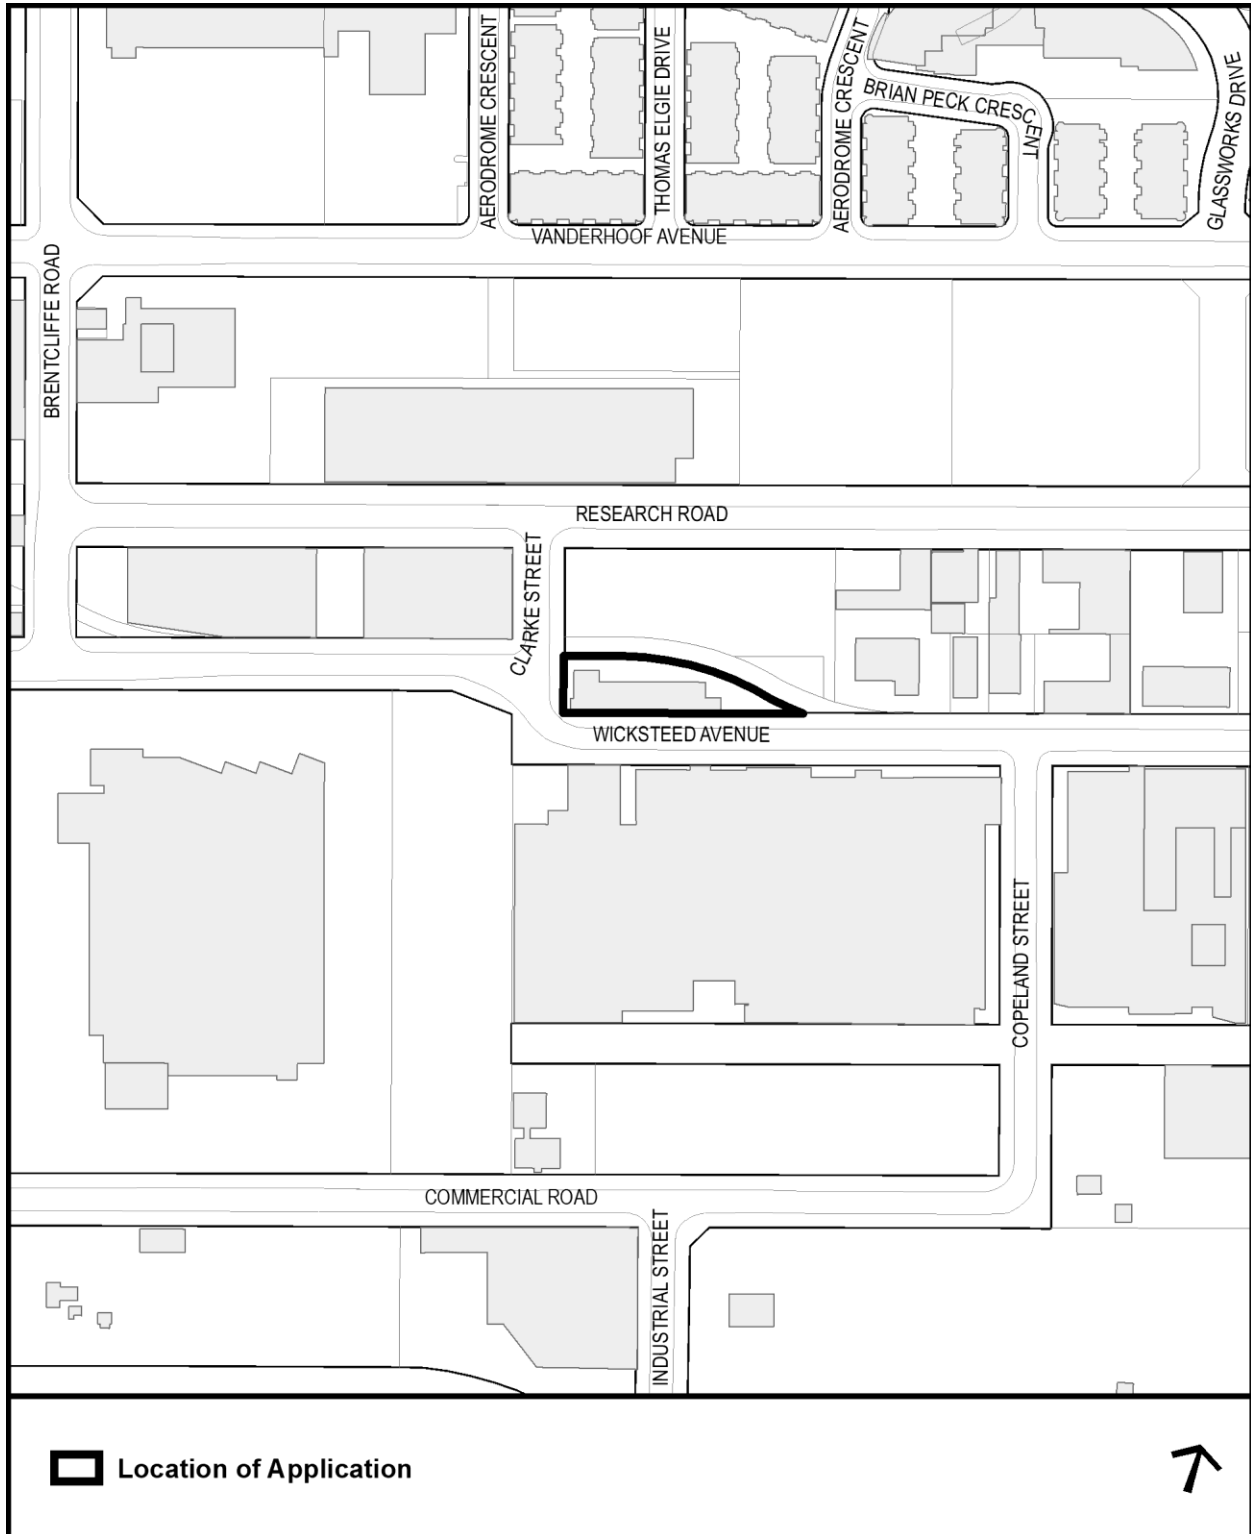 AERODROME CRESCENT
THOMAS ELGIE DRIVE
AERODROME CRESCENT
BRIAN PECK CRESCENT
GLASSWORKS DRIVE
VANDERHOOF AVENUE
BRENTCLIFFE ROAD
RESEARCH ROAD
CLARKE STREET
WICKSTEED AVENUE
COPELAND STREET
COMMERCIAL ROAD
INDUSTRIAL STREET
Location of Application